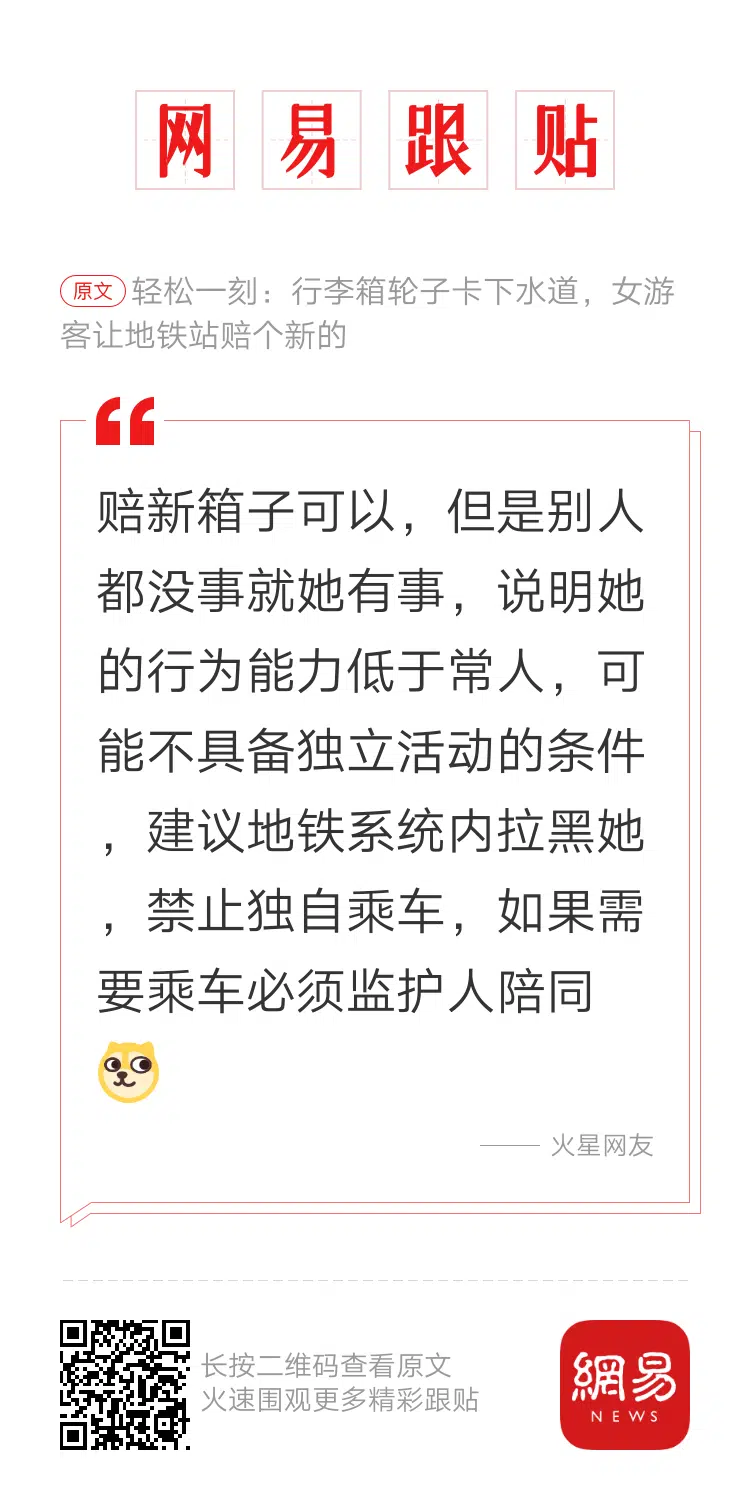 网易跟贴
原文 轻松一刻：行李箱轮子卡下水道，女游
客让地铁站赔个新的
赔新箱子可以，但是别人
都没事就她有事，说明她
的行为能力低于常人，可
能不具备独立活动的条件
，建议地铁系统内拉黑她
，禁止独自乘车，如果需
要乘车必须监护人陪同
—— 火星网友
长按二维码查看原文
火速围观更多精彩跟贴
網易
NEWS